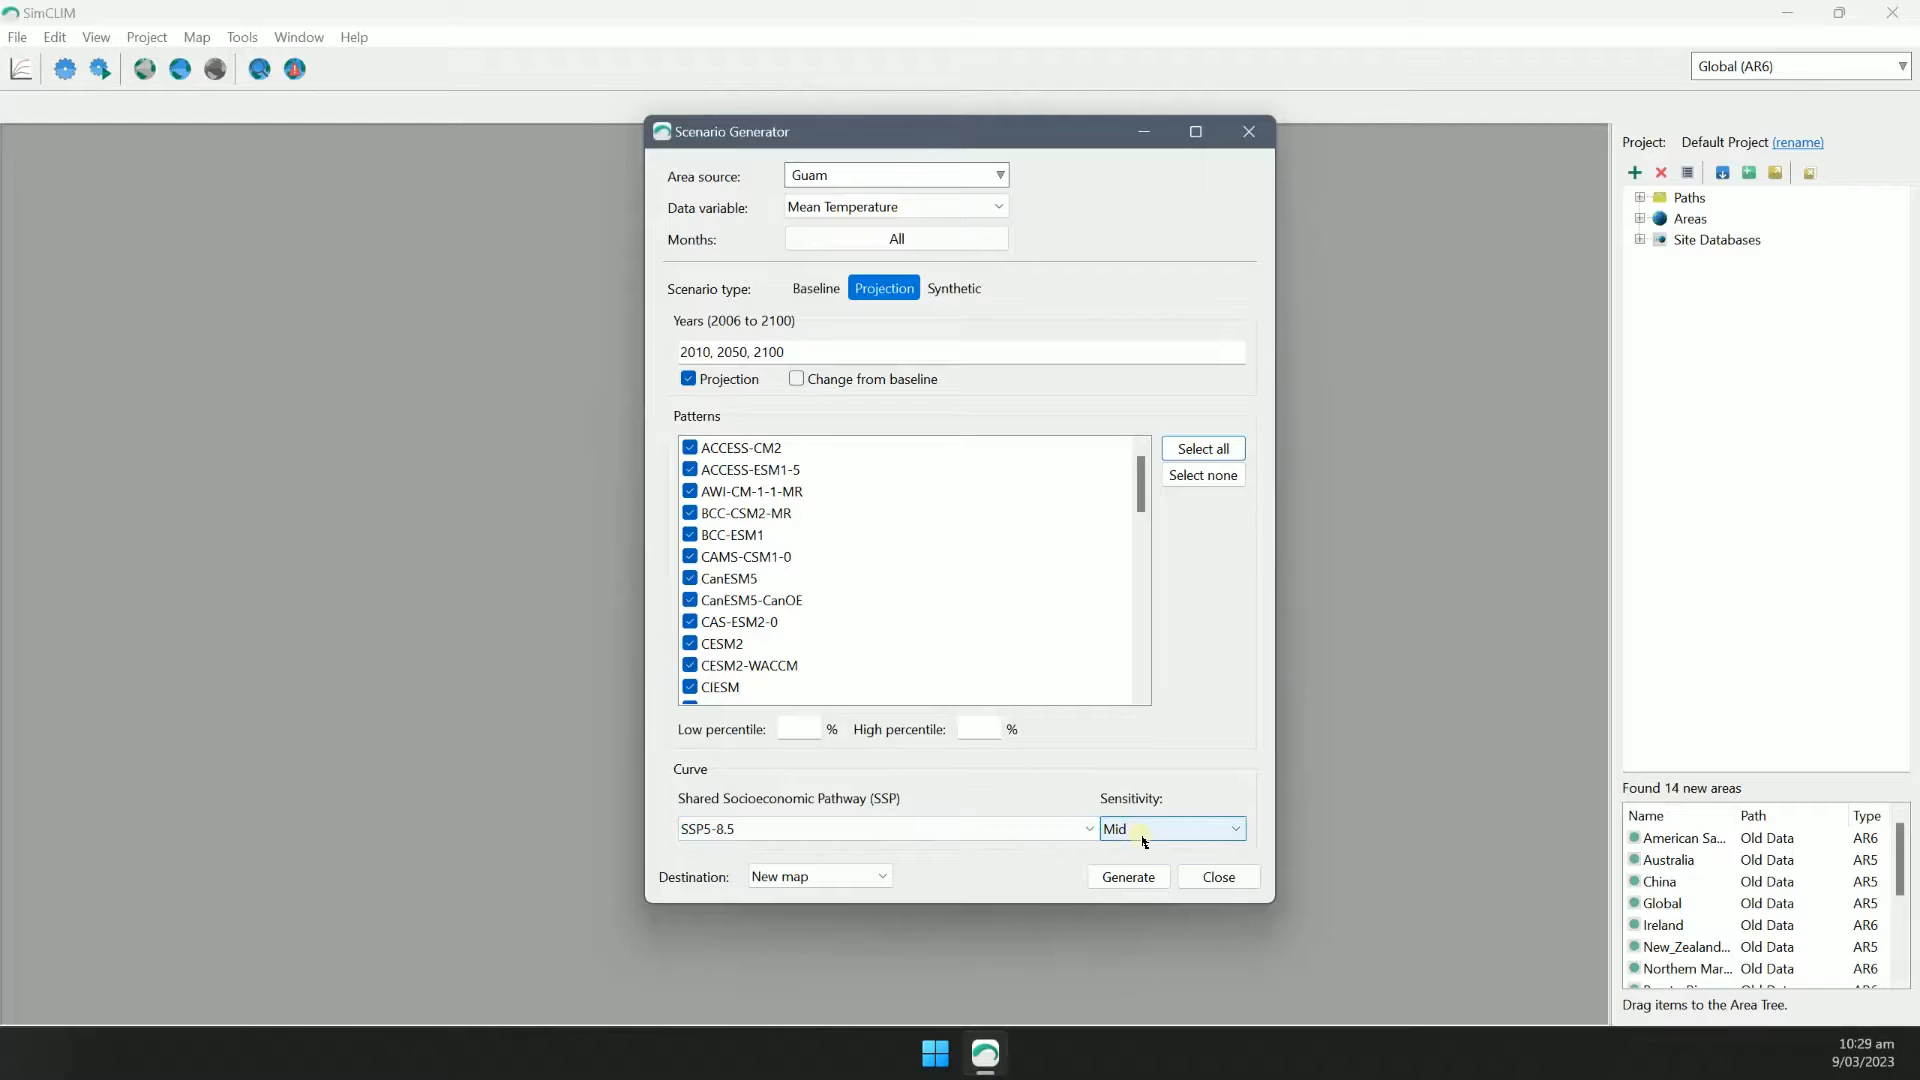 SimCLIM
File Edit View Project Map Tools Window Help
Global (AR6)
Scenario Generator
Area source: Guam
Data variable: Mean Temperature
Months: All
Scenario type: Baseline Projection Synthetic
Years (2006 to 2100)
2010, 2050, 2100
Projection Change from baseline
Patterns
ACCESS-CM2
ACCESS-ESM1-5
AWI-CM-1-1-MR
BCC-CSM2-MR
BCC-ESM1
CAMS-CSM1-0
CanESM5
CanESM5-CanOE
CAS-ESM2-0
CESM2
CESM2-WACCM
CIESM
Select all
Select none
Low percentile: % High percentile: %
Curve
Shared Socioeconomic Pathway (SSP) Sensitivity:
SSP5-8.5 Mid
Destination: New map Generate Close
Project: Default Project (rename)
Paths
Areas
Site Databases
Found 14 new areas
Name Path Type
American Sa... Old Data AR6
Australia Old Data AR5
China Old Data AR5
Global Old Data AR5
Ireland Old Data AR6
New_Zealand... Old Data AR5
Northern Mar... Old Data AR6
Drag items to the Area Tree.
10:29 am
9/03/2023